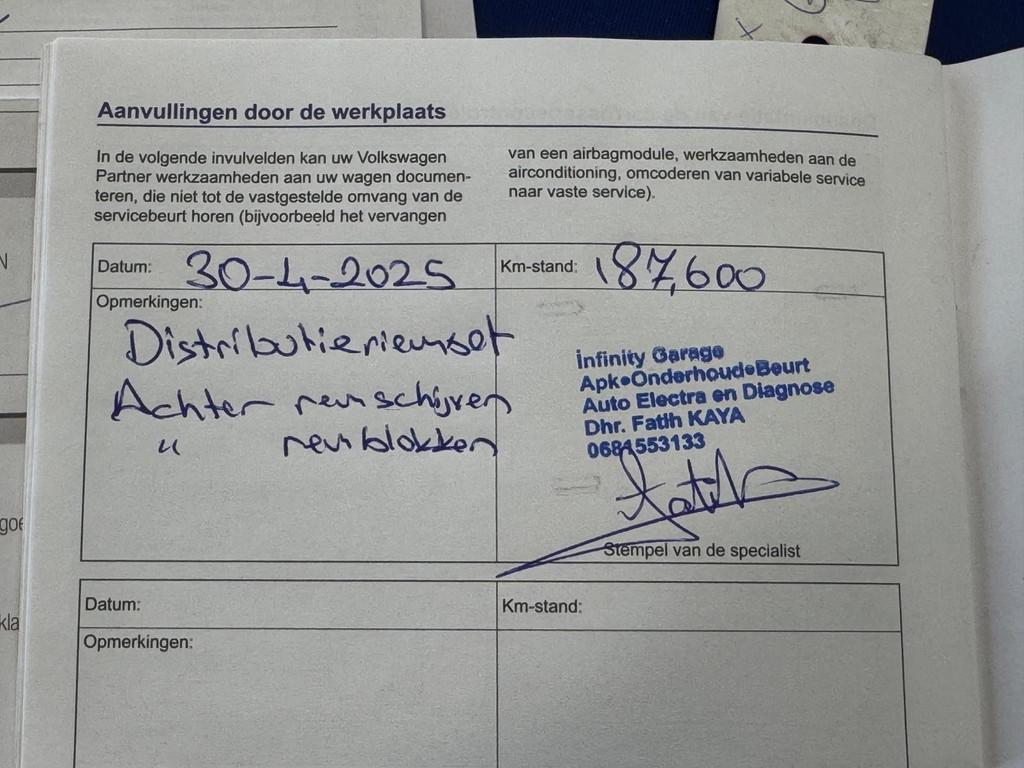 Aanvullingen door de werkplaats
In de volgende invulvelden kan uw Volkswagen
Partner werkzaamheden aan uw wagen documen-
teren, die niet tot de vastgestelde omvang van de
servicebeurt horen (bijvoorbeeld het vervangen
van een airbagmodule, werkzaamheden aan de
airconditioning, omcoderen van variabele service
naar vaste service).
Datum: 30-4-2025
Km-stand: 187,600
Opmerkingen:
Distributieriemset
Achter remschijven
" remblokken
infinity Garage
Apk•Onderhoud•Beurt
Auto Electra en Diagnose
Dhr. Fatih KAYA
0684553133
Fatih
Stempel van de specialist
Datum:
Km-stand:
Opmerkingen:
goe
kla